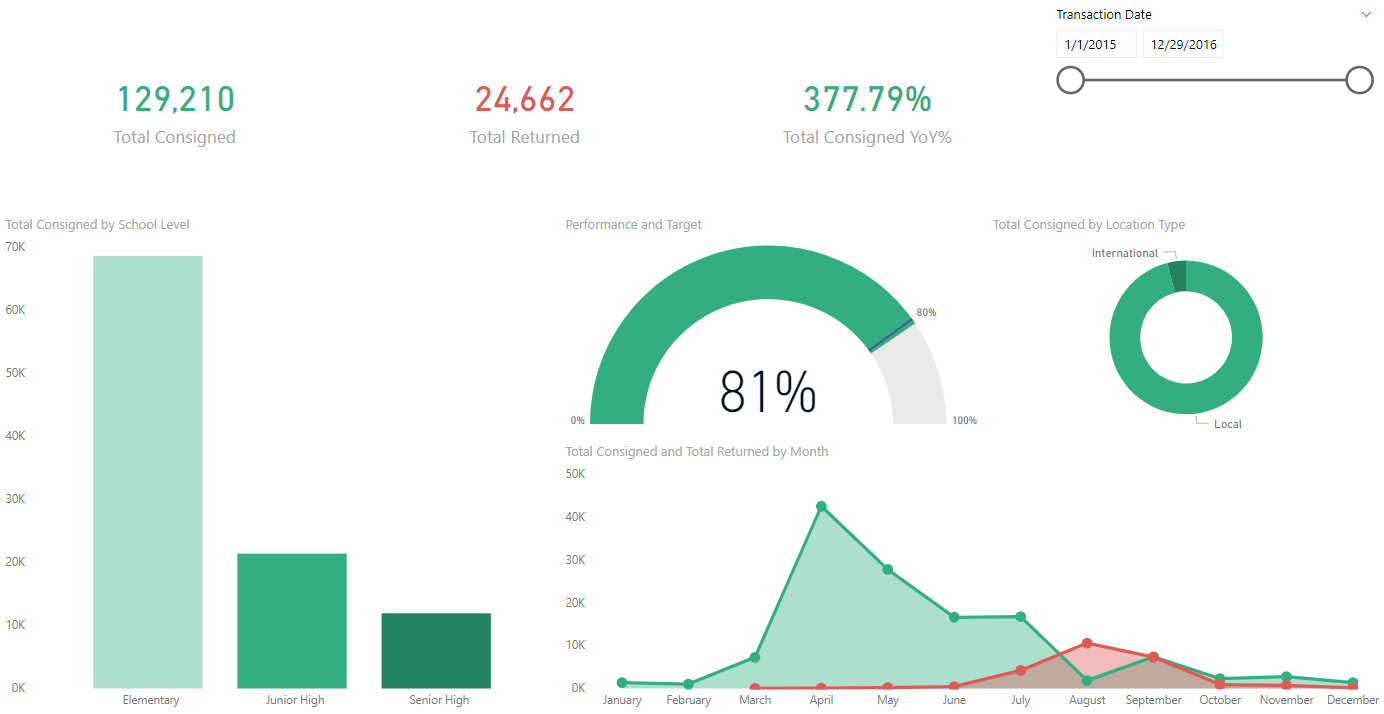 Transaction Date
1/1/2015
12/29/2016
129,210
Total Consigned
24,662
Total Returned
377.79%
Total Consigned YoY%
Total Consigned by School Level
70K
60K
50K
40K
30K
20K
10K
0K
Elementary
Junior High
Senior High
Performance and Target
80%
81%
0%
100%
Total Consigned by Location Type
International
Local
Total Consigned and Total Returned by Month
50K
40K
30K
20K
10K
0K
January
February
March
April
May
June
July
August
September
October
November
December